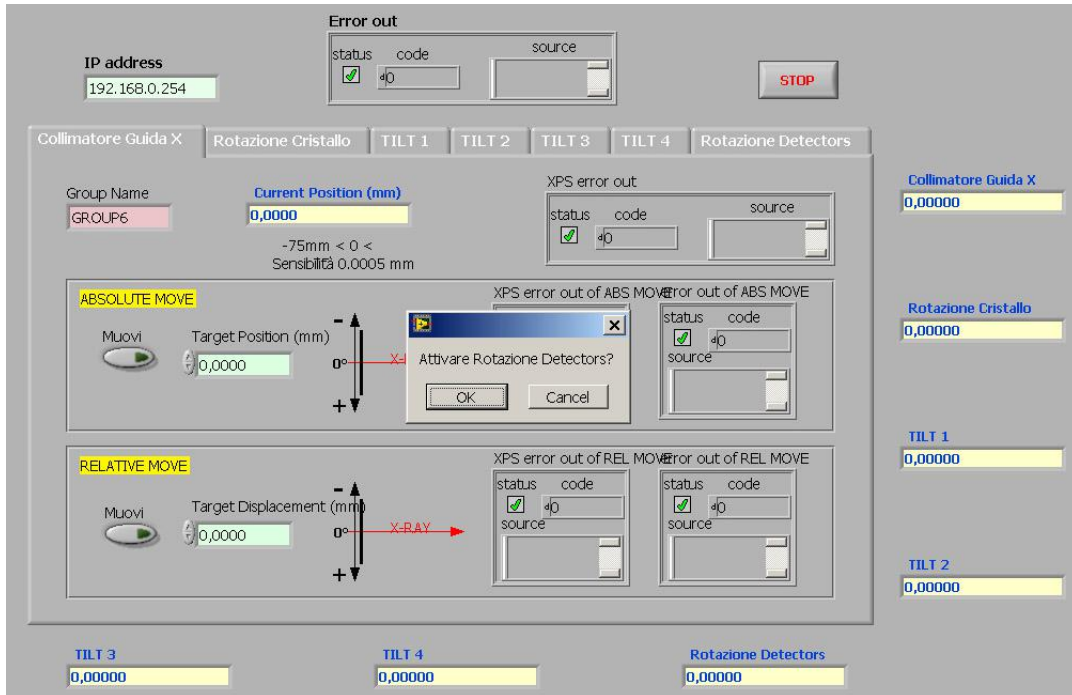 Error out
status code source
d0
IP address
192.168.0.254
STOP
Collimatore Guida X
Rotazione Cristallo
TILT 1
TILT 2
TILT 3
TILT 4
Rotazione Detectors
Group Name
GROUP6
Current Position (mm)
0,0000
-75mm < 0 <
Sensibilità 0.0005 mm
XPS error out
status code source
d0
ABSOLUTE MOVE
Muovi
Target Position (mm)
0,0000
-
0°
+
XPS error out of ABS MOVE
Error out of ABS MOVE
status code
d0
source
Attivare Rotazione Detectors?
OK
Cancel
RELATIVE MOVE
Muovi
Target Displacement (mm)
0,0000
-
0°
X-RAY
+
XPS error out of REL MOVE
status code
d0
source
Error out of REL MOVE
status code
d0
source
Collimatore Guida X
0,00000
Rotazione Cristallo
0,00000
TILT 1
0,00000
TILT 2
0,00000
TILT 3
0,00000
TILT 4
0,00000
Rotazione Detectors
0,00000